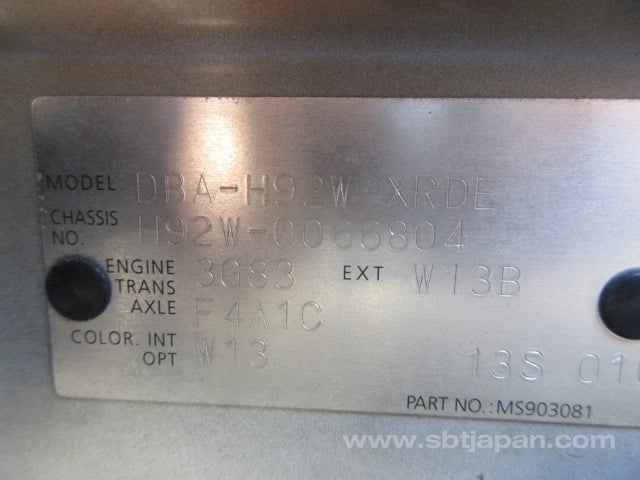 MODEL DBA-H92W XRDE
CHASSIS NO. H92W-0066804
ENGINE 3G83 EXT W13B
TRANS AXLE F4A1C
COLOR. INT W13
OPT 13S
PART NO.:MS903081
www.sbtjapan.com